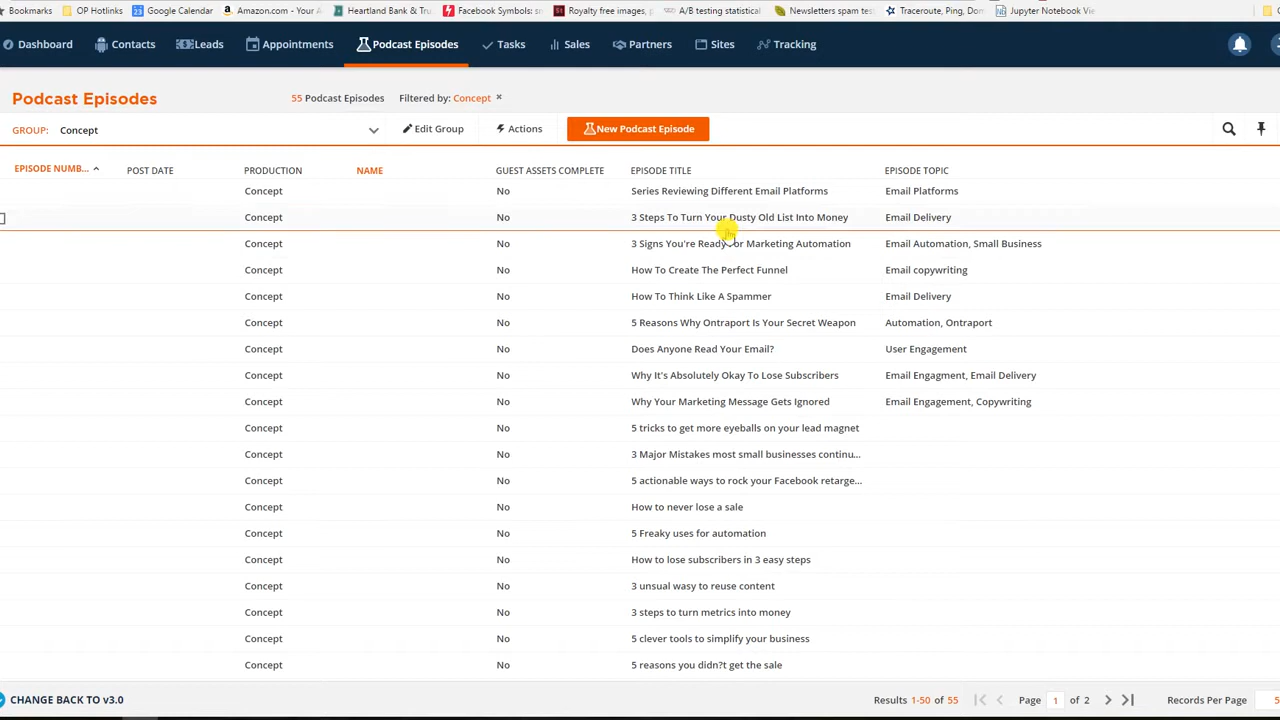 Bookmarks OP Hotlinks Google Calendar Amazon.com - Your A Heartland Bank & Tru Facebook Symbols: s Royalty free images, p A/B testing statistical Newsletters spam tes Traceroute, Ping, Dom Jupyter Notebook Vie
Dashboard Contacts Leads Appointments Podcast Episodes Tasks Sales Partners Sites Tracking
Podcast Episodes 55 Podcast Episodes Filtered by: Concept ×
GROUP: Concept Edit Group Actions New Podcast Episode
EPISODE NUMB... POST DATE PRODUCTION NAME GUEST ASSETS COMPLETE EPISODE TITLE EPISODE TOPIC
Concept No Series Reviewing Different Email Platforms Email Platforms
Concept No 3 Steps To Turn Your Dusty Old List Into Money Email Delivery
Concept No 3 Signs You're Ready For Marketing Automation Email Automation, Small Business
Concept No How To Create The Perfect Funnel Email copywriting
Concept No How To Think Like A Spammer Email Delivery
Concept No 5 Reasons Why Ontraport Is Your Secret Weapon Automation, Ontraport
Concept No Does Anyone Read Your Email? User Engagement
Concept No Why It's Absolutely Okay To Lose Subscribers Email Engagment, Email Delivery
Concept No Why Your Marketing Message Gets Ignored Email Engagement, Copywriting
Concept No 5 tricks to get more eyeballs on your lead magnet
Concept No 3 Major Mistakes most small businesses continu...
Concept No 5 actionable ways to rock your Facebook retarge...
Concept No How to never lose a sale
Concept No 5 Freaky uses for automation
Concept No How to lose subscribers in 3 easy steps
Concept No 3 unusual wasy to reuse content
Concept No 3 steps to turn metrics into money
Concept No 5 clever tools to simplify your business
Concept No 5 reasons you didn?t get the sale
CHANGE BACK TO v3.0 Results 1-50 of 55 Page 1 of 2 Records Per Page 5